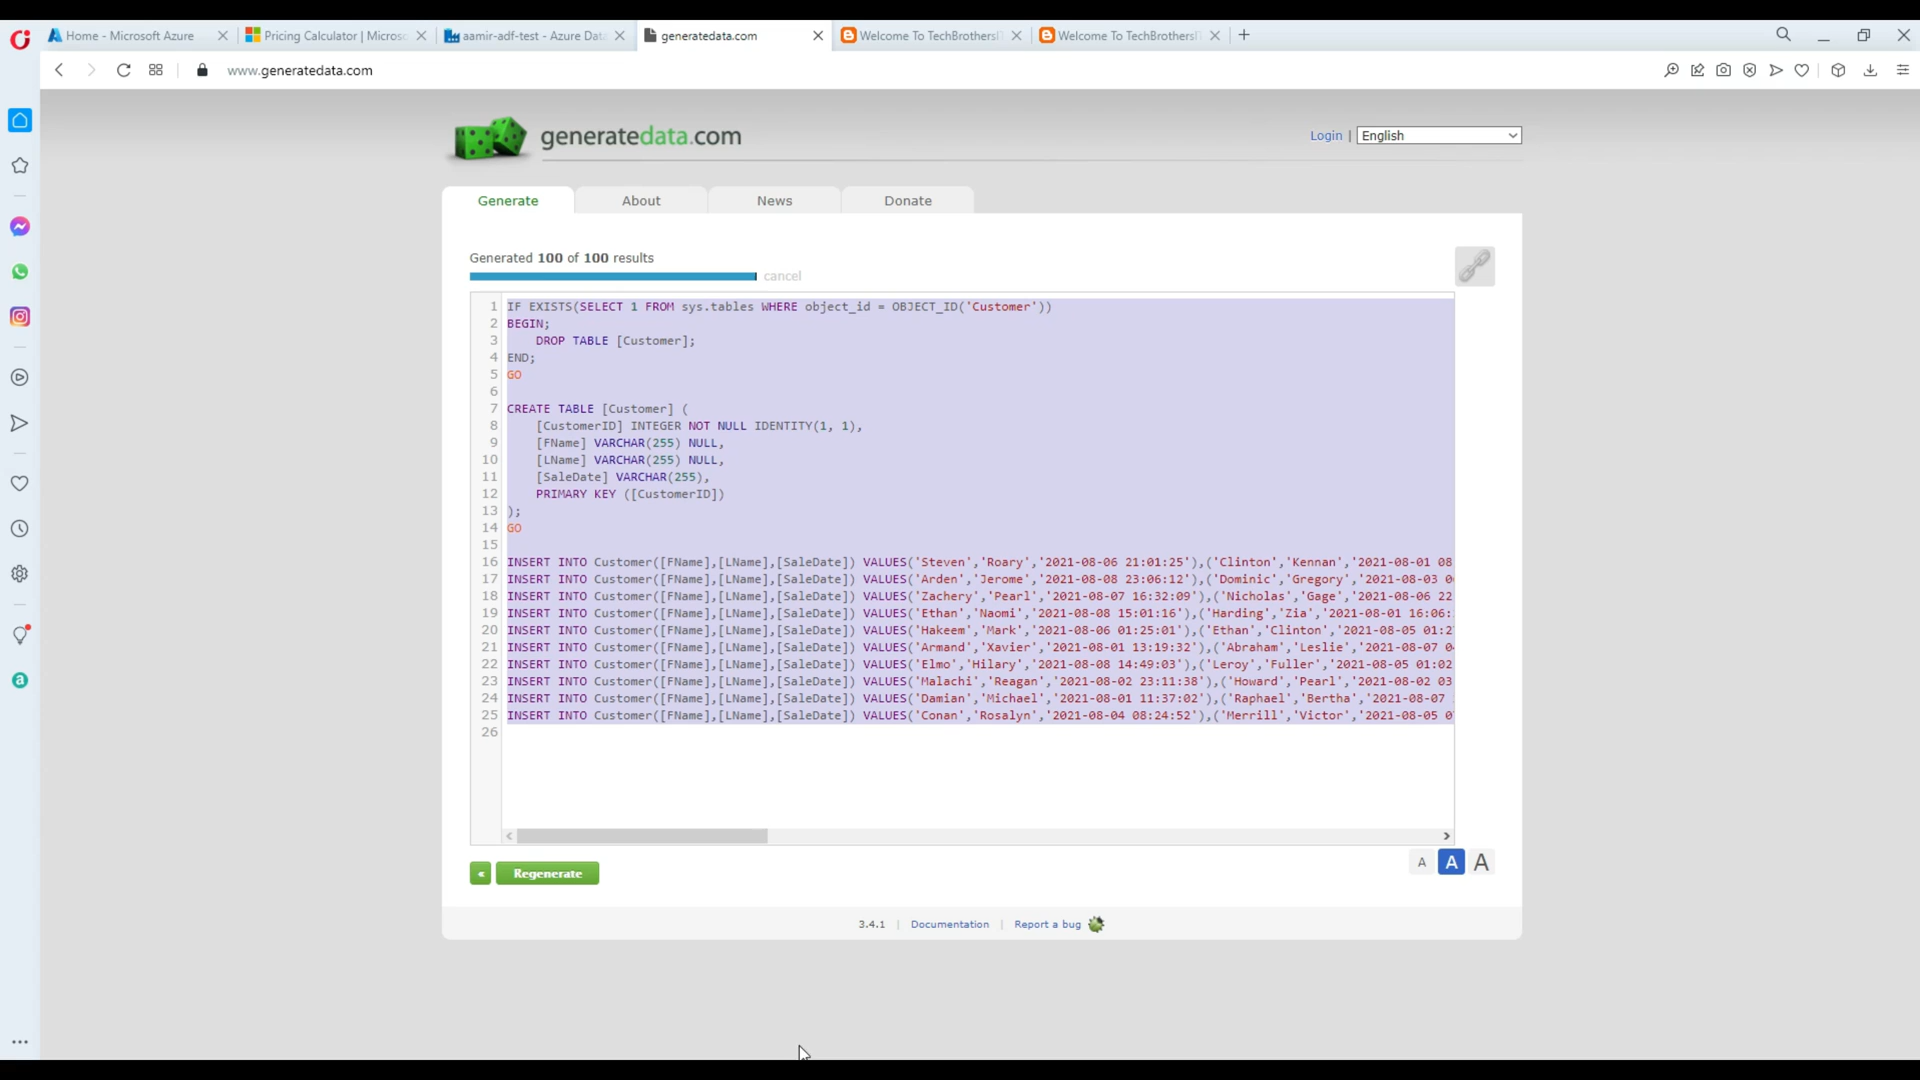 Home - Microsoft Azure
Pricing Calculator | Microso
aamir-adf-test - Azure Data
generatedata.com
Welcome To TechBrothersI
Welcome To TechBrothersI
www.generatedata.com
generatedata.com
Login | English
Generate
About
News
Donate
Generated 100 of 100 results
cancel
1 IF EXISTS(SELECT 1 FROM sys.tables WHERE object_id = OBJECT_ID('Customer'))
2 BEGIN;
3 DROP TABLE [Customer];
4 END;
5 GO
6
7 CREATE TABLE [Customer] (
8 [CustomerID] INTEGER NOT NULL IDENTITY(1, 1),
9 [FName] VARCHAR(255) NULL,
10 [LName] VARCHAR(255) NULL,
11 [SaleDate] VARCHAR(255),
12 PRIMARY KEY ([CustomerID])
13 );
14 GO
15
16 INSERT INTO Customer([FName],[LName],[SaleDate]) VALUES('Steven','Roary','2021-08-06 21:01:25'),('Clinton','Kennan','2021-08-01 08
17 INSERT INTO Customer([FName],[LName],[SaleDate]) VALUES('Arden','Jerome','2021-08-08 23:06:12'),('Dominic','Gregory','2021-08-03 0
18 INSERT INTO Customer([FName],[LName],[SaleDate]) VALUES('Zachery','Pearl','2021-08-07 16:32:09'),('Nicholas','Gage','2021-08-06 22
19 INSERT INTO Customer([FName],[LName],[SaleDate]) VALUES('Ethan','Naomi','2021-08-08 15:01:16'),('Harding','Zia','2021-08-01 16:06:
20 INSERT INTO Customer([FName],[LName],[SaleDate]) VALUES('Hakeem','Mark','2021-08-06 01:25:01'),('Ethan','Clinton','2021-08-05 01:2
21 INSERT INTO Customer([FName],[LName],[SaleDate]) VALUES('Armand','Xavier','2021-08-01 13:19:32'),('Abraham','Leslie','2021-08-07 0
22 INSERT INTO Customer([FName],[LName],[SaleDate]) VALUES('Elmo','Hilary','2021-08-08 14:49:03'),('Leroy','Fuller','2021-08-05 01:02
23 INSERT INTO Customer([FName],[LName],[SaleDate]) VALUES('Malachi','Reagan','2021-08-02 23:11:38'),('Howard','Pearl','2021-08-02 03
24 INSERT INTO Customer([FName],[LName],[SaleDate]) VALUES('Damian','Michael','2021-08-01 11:37:02'),('Raphael','Bertha','2021-08-07
25 INSERT INTO Customer([FName],[LName],[SaleDate]) VALUES('Conan','Rosalyn','2021-08-04 08:24:52'),('Merrill','Victor','2021-08-05 0
26
A A A
« Regenerate
3.4.1 | Documentation | Report a bug